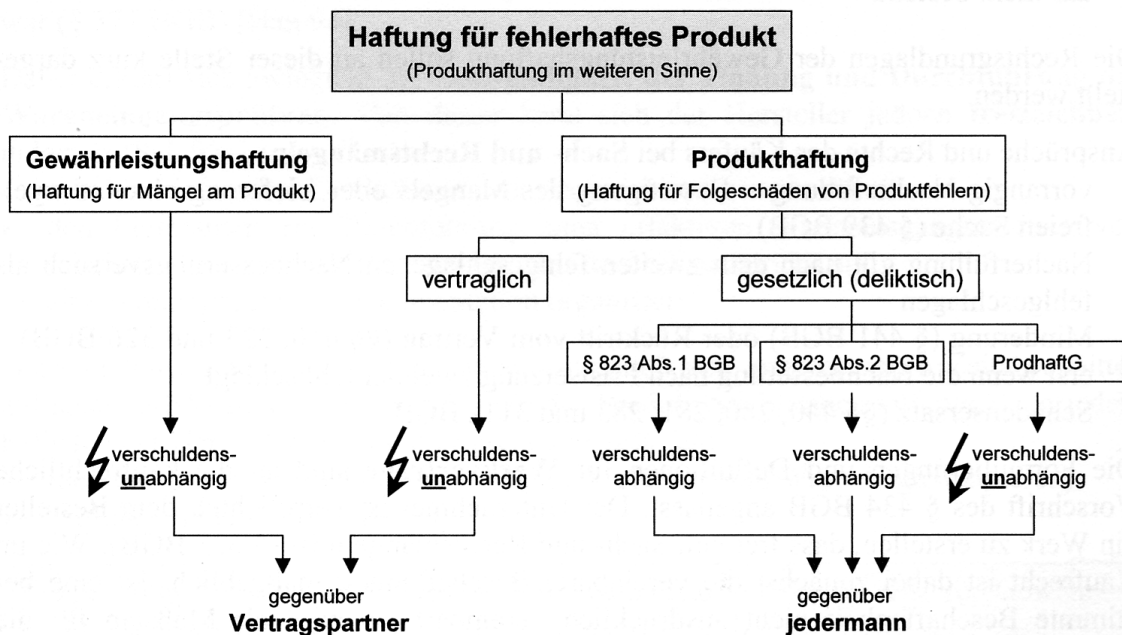 Haftung für fehlerhaftes Produkt
(Produkthaftung im weiteren Sinne)
Gewährleistungshaftung
(Haftung für Mängel am Produkt)
Produkthaftung
(Haftung für Folgeschäden von Produktfehlern)
vertraglich
gesetzlich (deliktisch)
§ 823 Abs.1 BGB
§ 823 Abs.2 BGB
ProdhaftG
verschuldens-
unabhängig
verschuldens-
unabhängig
verschuldens-
abhängig
verschuldens-
abhängig
verschuldens-
unabhängig
gegenüber
Vertragspartner
gegenüber
jedermann